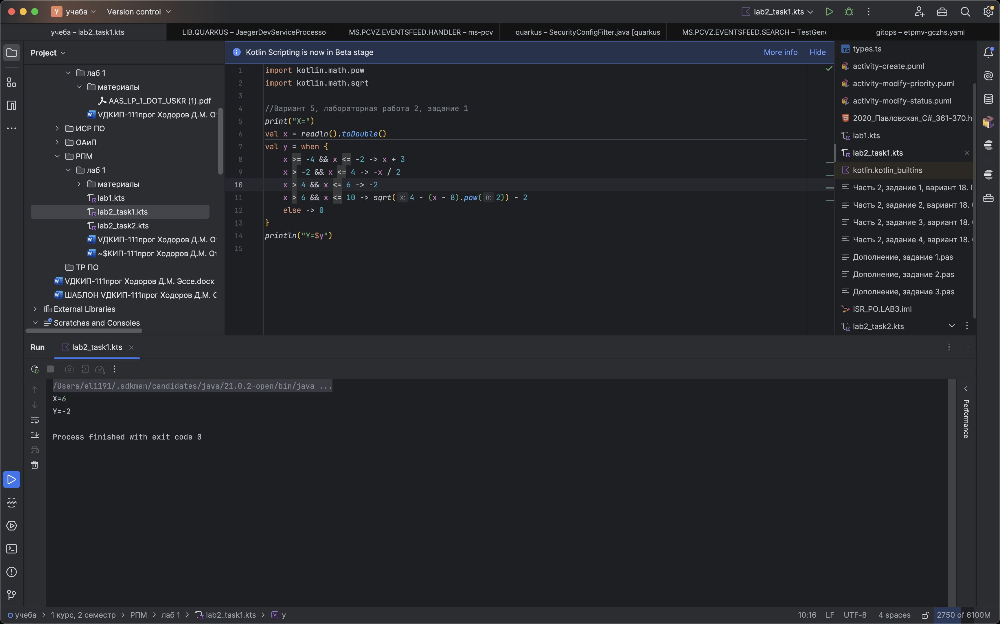 У учеба Version control lab2_task1.kts
учеба – lab2_task1.kts LIB.QUARKUS – JaegerDevServiceProcesso MS.PCVZ.EVENTSFEED.HANDLER – ms-pcv quarkus – SecurityConfigFilter.java [quarkus MS.PCVZ.EVENTSFEED.SEARCH – TestGene gitops – etpmv-gczhs.yaml
Project
лаб 1
материалы
AAS_LP_1_DOT_USKR (1).pdf
VДКИП-111прог Ходоров Д.М. От
ИСР ПО
ОАиП
РПМ
лаб 1
материалы
lab1.kts
lab2_task1.kts
lab2_task2.kts
VДКИП-111прог Ходоров Д.М. От
~$КИП-111прог Ходоров Д.М. От
ТР ПО
VДКИП-111прог Ходоров Д.М. Эссе.docx
ШАБЛОН VДКИП-111прог Ходоров Д.М. О
External Libraries
Scratches and Consoles
Kotlin Scripting is now in Beta stage More info Hide
1 import kotlin.math.pow
2 import kotlin.math.sqrt
3
4 //Вариант 5, лабораторная работа 2, задание 1
5 print("X=")
6 val x = readln().toDouble()
7 val y = when {
8 x >= -4 && x <= -2 -> x + 3
9 x > -2 && x <= 4 -> -x / 2
10 x > 4 && x <= 6 -> -2
11 x > 6 && x <= 10 -> sqrt( x: 4 - (x - 8).pow( n: 2)) - 2
12 else -> 0
13 }
14 println("Y=$y")
15
types.ts
activity-create.puml
activity-modify-priority.puml
activity-modify-status.puml
2020_Павловская_C#_361-370.ht
lab1.kts
lab2_task1.kts
kotlin.kotlin_builtins
Часть 2, задание 1, вариант 18. П
Часть 2, задание 2, вариант 18. О
Часть 2, задание 3, вариант 18. О
Часть 2, задание 4, вариант 18. О
Дополнение, задание 1.pas
Дополнение, задание 2.pas
Дополнение, задание 3.pas
ISR_PO.LAB3.iml
lab2_task2.kts
Run lab2_task1.kts
/Users/el1191/.sdkman/candidates/java/21.0.2-open/bin/java ...
X=6
Y=-2
Process finished with exit code 0
Performance
учеба > 1 курс, 2 семестр > РПМ > лаб 1 > lab2_task1.kts > y 10:16 LF UTF-8 4 spaces 2750 of 6100M